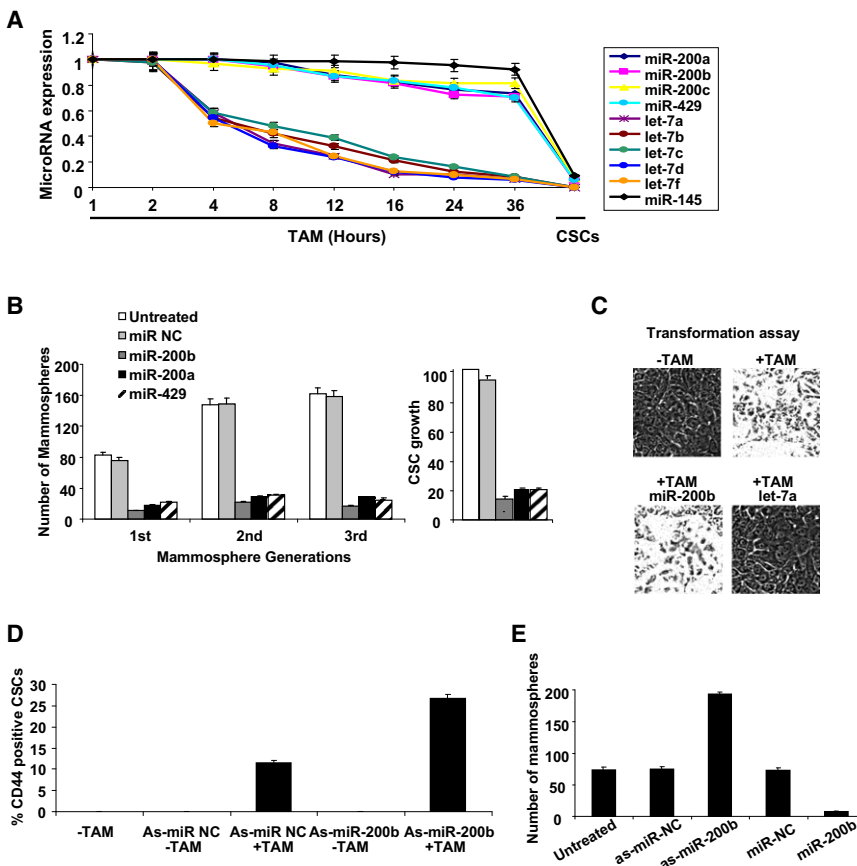 A
MicroRNA expression
1.2
1
0.8
0.6
0.4
0.2
0
1 2 4 8 12 16 24 36
TAM (Hours)
CSCs
miR-200a
miR-200b
miR-200c
miR-429
let-7a
let-7b
let-7c
let-7d
let-7f
miR-145
B
Untreated
miR NC
miR-200b
miR-200a
miR-429
Number of Mammospheres
200
160
120
80
40
0
1st 2nd 3rd
Mammosphere Generations
CSC growth
100
80
60
40
20
0
C
Transformation assay
-TAM
+TAM
+TAM
miR-200b
+TAM
let-7a
D
% CD44 positive CSCs
30
25
20
15
10
5
0
-TAM
As-miR NC
-TAM
As-miR NC
+TAM
As-miR-200b
-TAM
As-miR-200b
+TAM
E
Number of mammospheres
200
150
100
50
0
Untreated
as-miR-NC
as-miR-200b
miR-NC
miR-200b